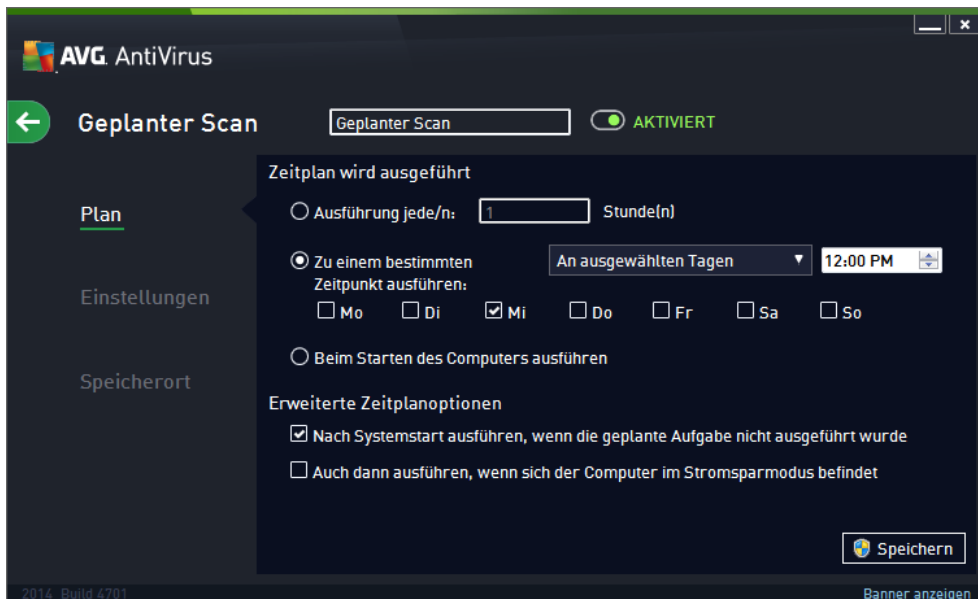 AVG. AntiVirus
Geplanter Scan
Geplanter Scan
AKTIVIERT
Plan
Einstellungen
Speicherort
Zeitplan wird ausgeführt
Ausführung jede/n: 1 Stunde(n)
Zu einem bestimmten
Zeitpunkt ausführen:
An ausgewählten Tagen
12:00 PM
Mo Di Mi Do Fr Sa So
Beim Starten des Computers ausführen
Erweiterte Zeitplanoptionen
Nach Systemstart ausführen, wenn die geplante Aufgabe nicht ausgeführt wurde
Auch dann ausführen, wenn sich der Computer im Stromsparmodus befindet
Speichern
2014 Build 4701
Banner anzeigen